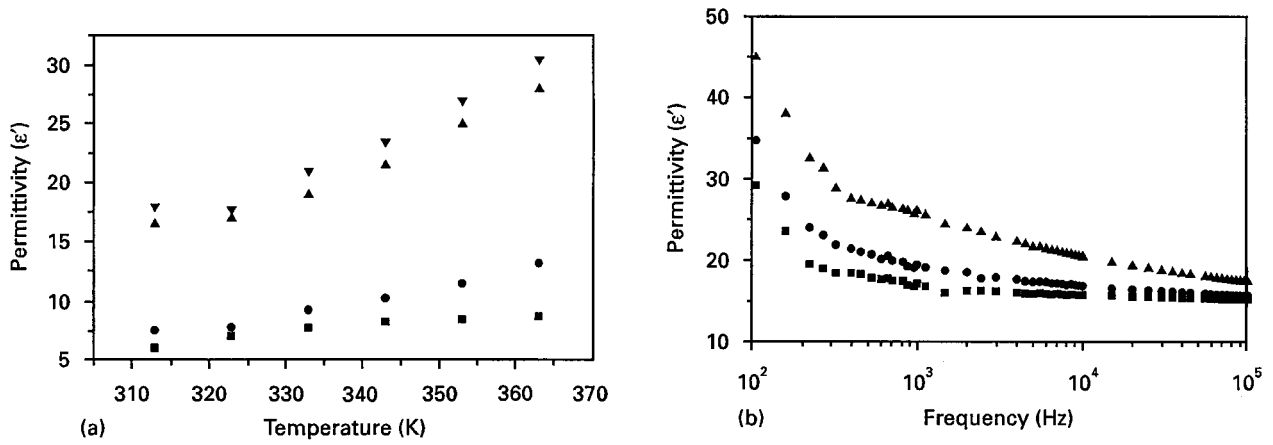 Permittivity (ε′)
30
25
20
15
10
5
310 320 330 340 350 360 370
(a) Temperature (K)
Permittivity (ε′)
50
40
30
20
10
10² 10³ 10⁴ 10⁵
(b) Frequency (Hz)